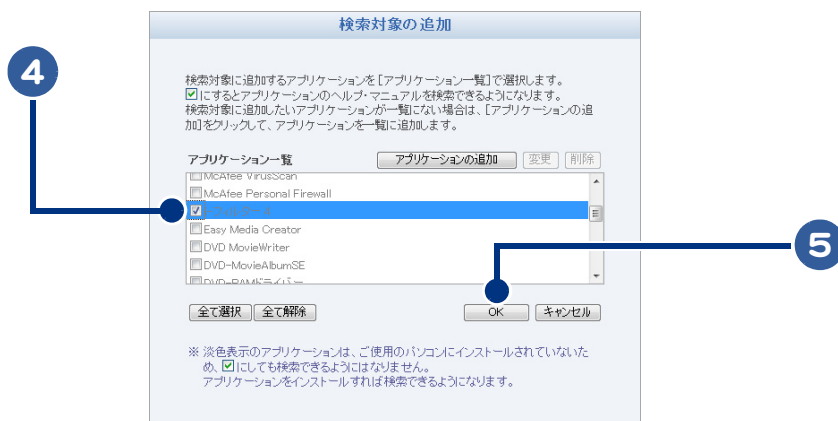 検索対象の追加
4
検索対象に追加するアプリケーションを[アプリケーション一覧]で選択します。
にするとアプリケーションのヘルプ・マニュアルを検索できるようになります。
検索対象に追加したいアプリケーションが一覧にない場合は、[アプリケーションの追
加]をクリックして、アプリケーションを一覧に追加します。
アプリケーション一覧 アプリケーションの追加 変更 削除
McAfee VirusScan
McAfee Personal Firewall
Easy Media Creator
DVD MovieWriter
DVD-MovieAlbumSE
DVD-RAMドライバー
5
全て選択 全て解除 OK キャンセル
※ 淡色表示のアプリケーションは、ご使用のパソコンにインストールされていないた
め、にしても検索できるようにはなりません。
アプリケーションをインストールすれば検索できるようになります。